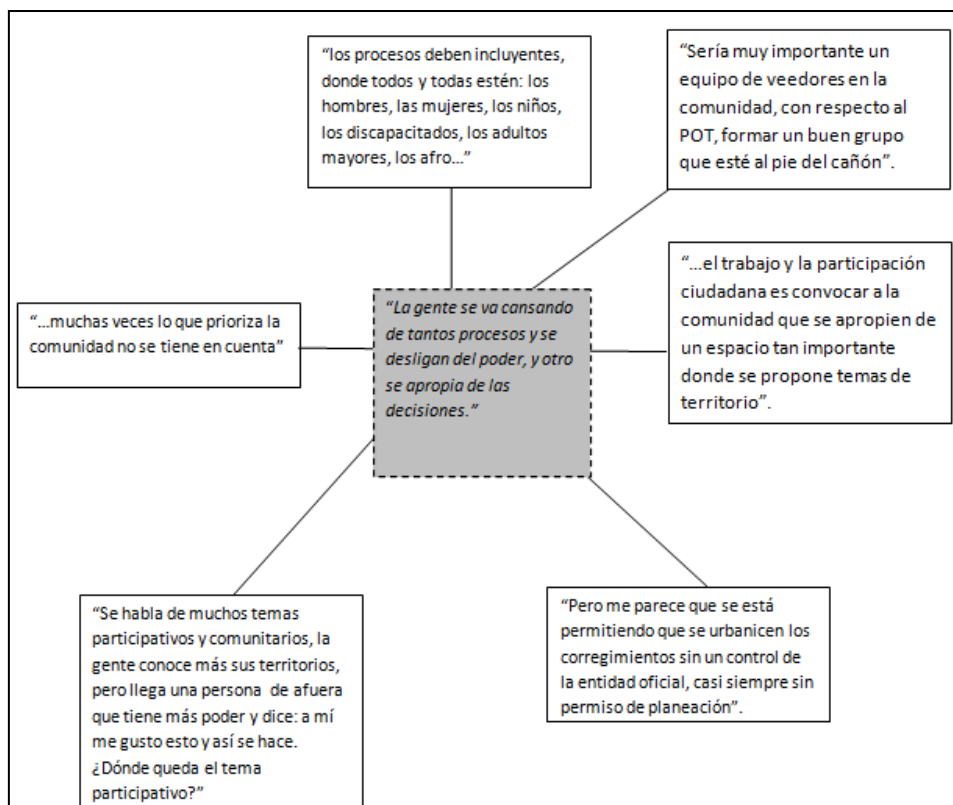 “los procesos deben incluyentes,
donde todos y todas estén: los
hombres, las mujeres, los niños,
los discapacitados, los adultos
mayores, los afro…”
“Sería muy importante un
equipo de veedores en la
comunidad, con respecto al
POT, formar un buen grupo
que esté al pie del cañón”.
“…muchas veces lo que prioriza la
comunidad no se tiene en cuenta”
“La gente se va cansando
de tantos procesos y se
desligan del poder, y otro
se apropia de las
decisiones.”
“…el trabajo y la participación
ciudadana es convocar a la
comunidad que se apropien de
un espacio tan importante
donde se propone temas de
territorio”.
“Se habla de muchos temas
participativos y comunitarios, la
gente conoce más sus territorios,
pero llega una persona de afuera
que tiene más poder y dice: a mí
me gusto esto y así se hace.
¿Dónde queda el tema
participativo?”
“Pero me parece que se está
permitiendo que se urbanicen los
corregimientos sin un control de
la entidad oficial, casi siempre sin
permiso de planeación”.